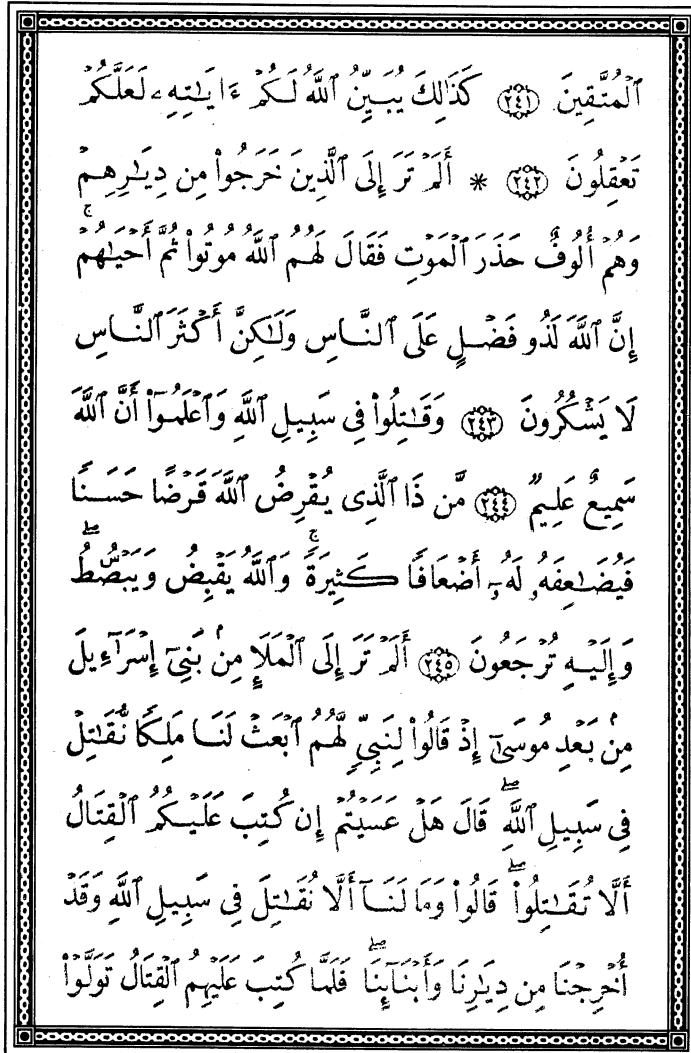 ٱلْمُتَّقِينَ ٢٤١ كَذَٰلِكَ يُبَيِّنُ ٱللَّهُ لَكُمْ ءَايَٰتِهِۦ لَعَلَّكُمْ
تَعْقِلُونَ ٢٤٢ * أَلَمْ تَرَ إِلَى ٱلَّذِينَ خَرَجُوا۟ مِن دِيَٰرِهِمْ
وَهُمْ أُلُوفٌ حَذَرَ ٱلْمَوْتِ فَقَالَ لَهُمُ ٱللَّهُ مُوتُوا۟ ثُمَّ أَحْيَٰهُمْ ۚ
إِنَّ ٱللَّهَ لَذُو فَضْلٍ عَلَى ٱلنَّاسِ وَلَٰكِنَّ أَكْثَرَ ٱلنَّاسِ
لَا يَشْكُرُونَ ٢٤٣ وَقَٰتِلُوا۟ فِى سَبِيلِ ٱللَّهِ وَٱعْلَمُوٓا۟ أَنَّ ٱللَّهَ
سَمِيعٌ عَلِيمٌ ٢٤٤ مَّن ذَا ٱلَّذِى يُقْرِضُ ٱللَّهَ قَرْضًا حَسَنًا
فَيُضَٰعِفَهُۥ لَهُۥٓ أَضْعَافًا كَثِيرَةً ۚ وَٱللَّهُ يَقْبِضُ وَيَبْصُۜطُ ۖ
وَإِلَيْهِ تُرْجَعُونَ ٢٤٥ أَلَمْ تَرَ إِلَى ٱلْمَلَإِ مِنۢ بَنِىٓ إِسْرَٰٓءِيلَ
مِنۢ بَعْدِ مُوسَىٰٓ إِذْ قَالُوا۟ لِنَبِىٍّ لَّهُمُ ٱبْعَثْ لَنَا مَلِكًا نُّقَٰتِلْ
فِى سَبِيلِ ٱللَّهِ ۖ قَالَ هَلْ عَسَيْتُمْ إِن كُتِبَ عَلَيْكُمُ ٱلْقِتَالُ
أَلَّا تُقَٰتِلُوا۟ ۖ قَالُوا۟ وَمَا لَنَآ أَلَّا نُقَٰتِلَ فِى سَبِيلِ ٱللَّهِ وَقَدْ
أُخْرِجْنَا مِن دِيَٰرِنَا وَأَبْنَآئِنَا ۖ فَلَمَّا كُتِبَ عَلَيْهِمُ ٱلْقِتَالُ تَوَلَّوْا۟